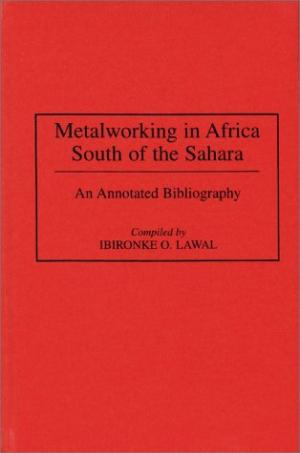 Metalworking in Africa
South of the Sahara
An Annotated Bibliography
Compiled by
IBIRONKE O. LAWAL